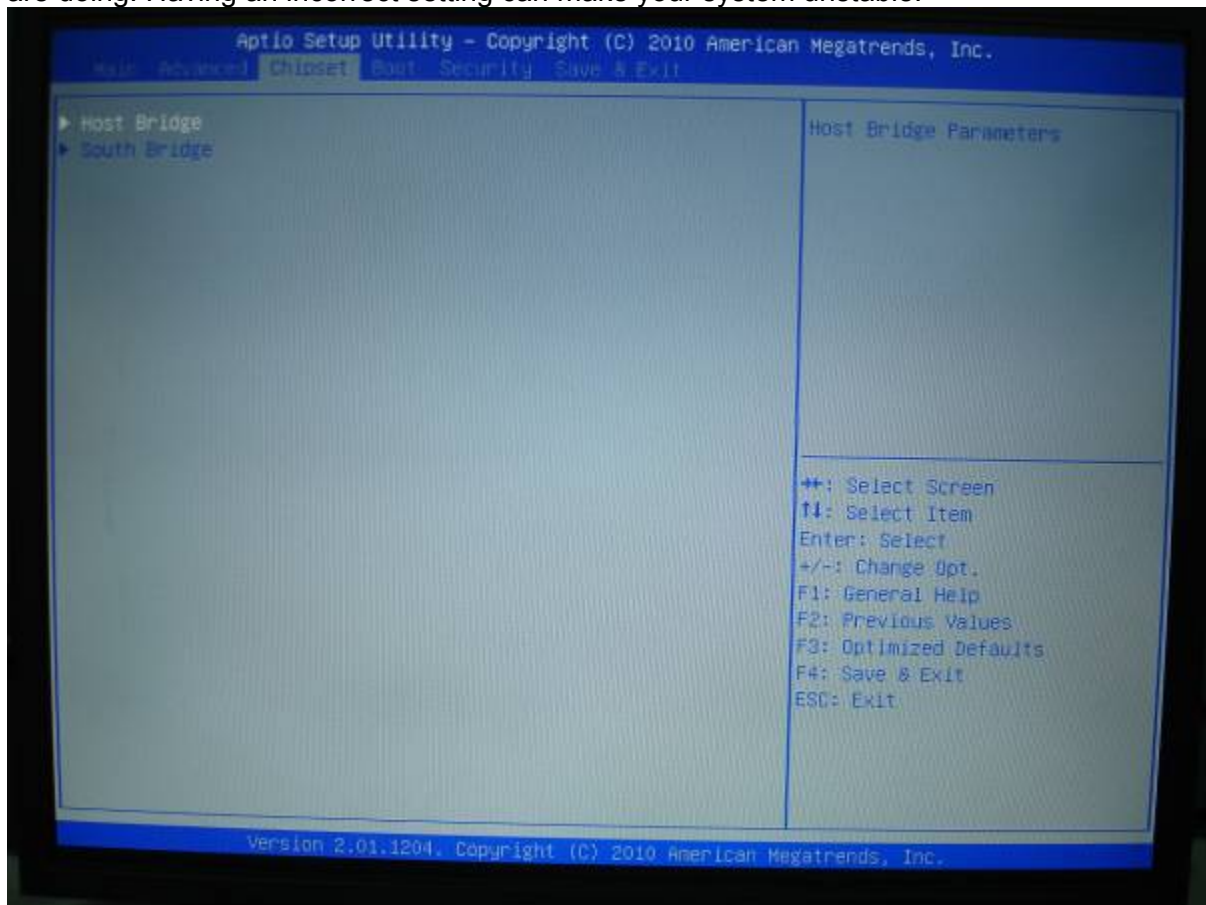 are doing. Having an incorrect setting can make your system unstable.
Aptio Setup Utility - Copyright (C) 2010 American Megatrends, Inc.
Main Advanced Chipset Boot Security Save & Exit
► Host Bridge
► South Bridge
Host Bridge Parameters
→←: Select Screen
↑↓: Select Item
Enter: Select
+/-: Change Opt.
F1: General Help
F2: Previous Values
F3: Optimized Defaults
F4: Save & Exit
ESC: Exit
Version 2.01.1204. Copyright (C) 2010 American Megatrends, Inc.